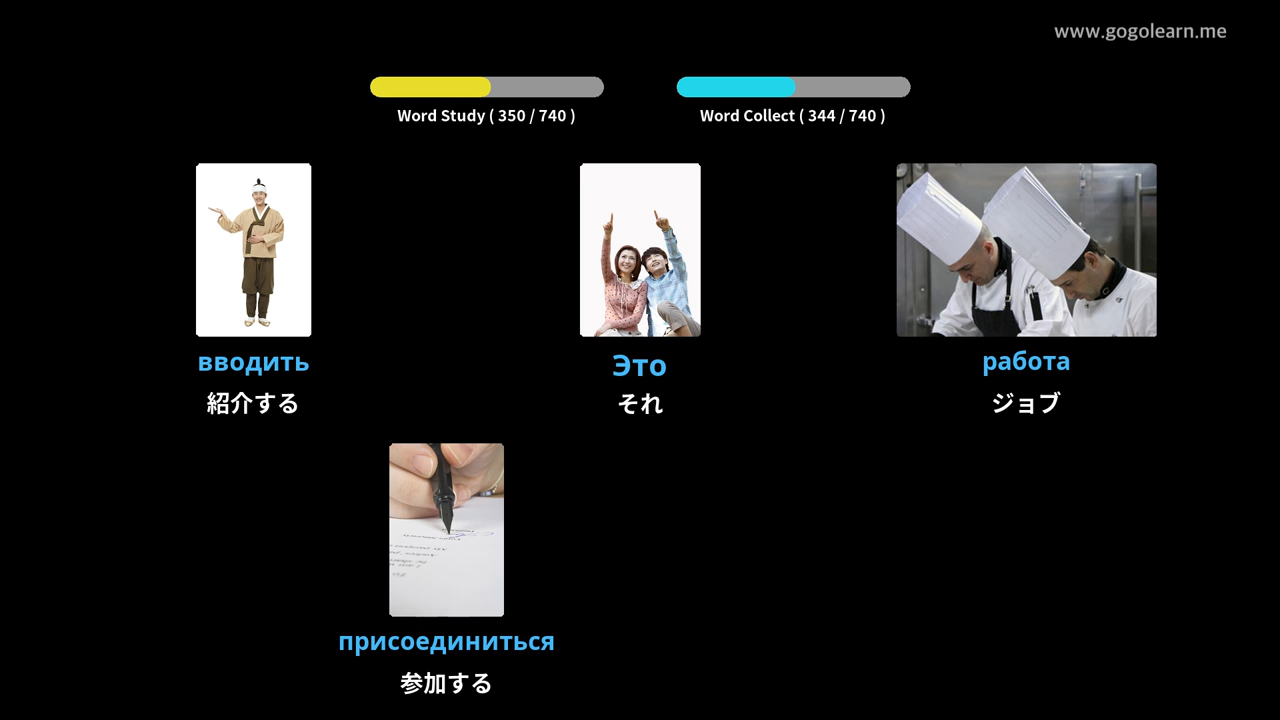 www.gogolearn.me
Word Study ( 350 / 740 )
Word Collect ( 344 / 740 )
вводить
紹介する
Это
それ
работа
ジョブ
присоединиться
参加する